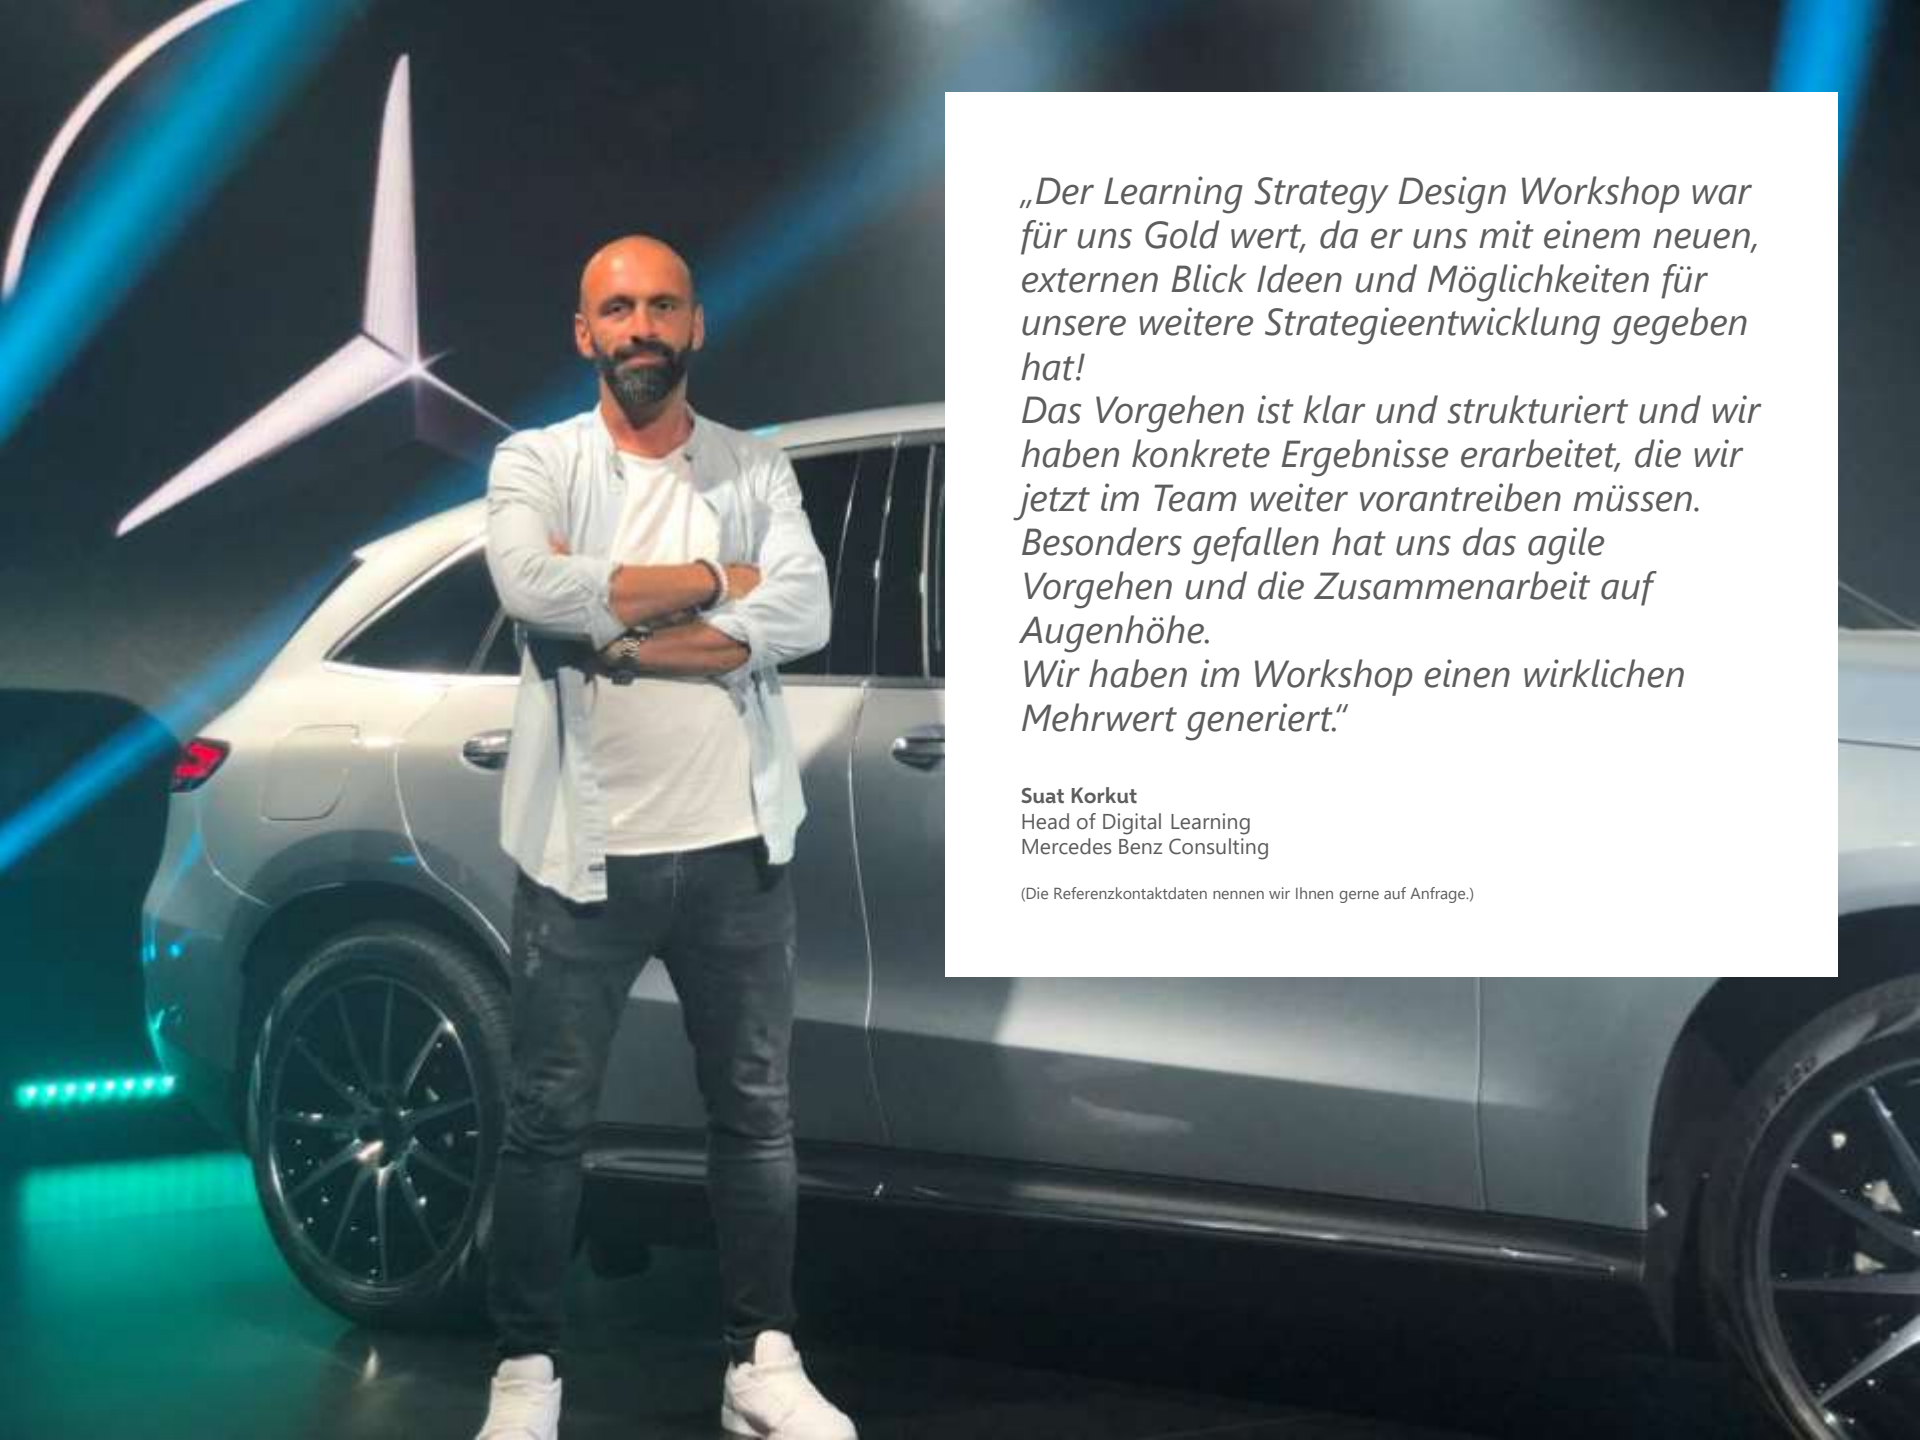 „Der Learning Strategy Design Workshop war
für uns Gold wert, da er uns mit einem neuen,
externen Blick Ideen und Möglichkeiten für
unsere weitere Strategieentwicklung gegeben
hat!
Das Vorgehen ist klar und strukturiert und wir
haben konkrete Ergebnisse erarbeitet, die wir
jetzt im Team weiter vorantreiben müssen.
Besonders gefallen hat uns das agile
Vorgehen und die Zusammenarbeit auf
Augenhöhe.
Wir haben im Workshop einen wirklichen
Mehrwert generiert.“
Suat Korkut
Head of Digital Learning
Mercedes Benz Consulting
(Die Referenzkontaktdaten nennen wir Ihnen gerne auf Anfrage.)